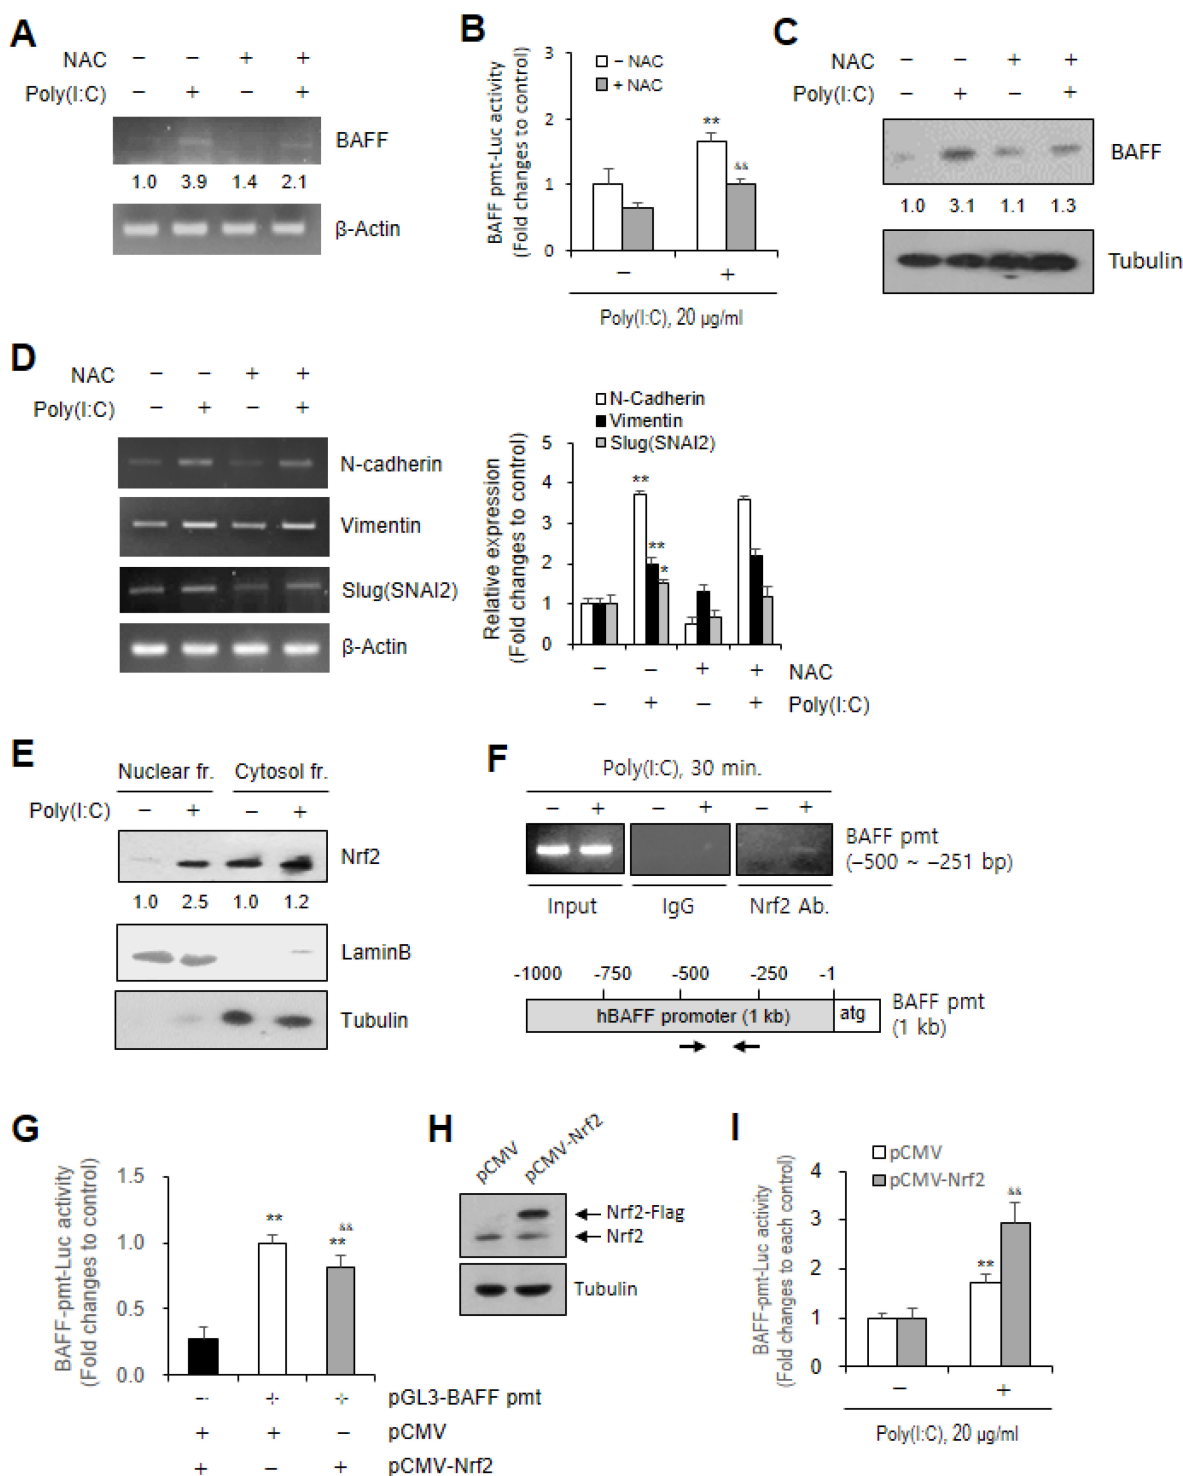 A
NAC – – + +
Poly(I:C) – + – +
BAFF
1.0 3.9 1.4 2.1
β-Actin
B
BAFF pmt-Luc activity
(Fold changes to control)
3
2
1
0
– NAC
+ NAC
**
&&
– +
Poly(I:C), 20 μg/ml
C
NAC – – + +
Poly(I:C) – + – +
BAFF
1.0 3.1 1.1 1.3
Tubulin
D
NAC – – + +
Poly(I:C) – + – +
N-cadherin
Vimentin
Slug(SNAI2)
β-Actin
N-Cadherin
Vimentin
Slug(SNAI2)
Relative expression
(Fold changes to control)
5
4
3
2
1
0
**
**
*
– – + + NAC
– + – + Poly(I:C)
E
Nuclear fr. Cytosol fr.
Poly(I:C) – + – +
Nrf2
1.0 2.5 1.0 1.2
LaminB
Tubulin
F
Poly(I:C), 30 min.
– + – + – +
BAFF pmt
(–500 ~ –251 bp)
Input IgG Nrf2 Ab.
-1000 -750 -500 -250 -1
hBAFF promoter (1 kb) atg
BAFF pmt
(1 kb)
G
BAFF-pmt-Luc activity
(Fold changes to control)
1.5
1.0
0.5
0.0
**
&&
**
– + + pGL3-BAFF pmt
+ + – pCMV
+ – + pCMV-Nrf2
H
pCMV
pCMV-Nrf2
Nrf2-Flag
Nrf2
Tubulin
I
pCMV
pCMV-Nrf2
BAFF-pmt-Luc activity
(Fold changes to each control)
4
3
2
1
0
**
&&
– +
Poly(I:C), 20 μg/ml